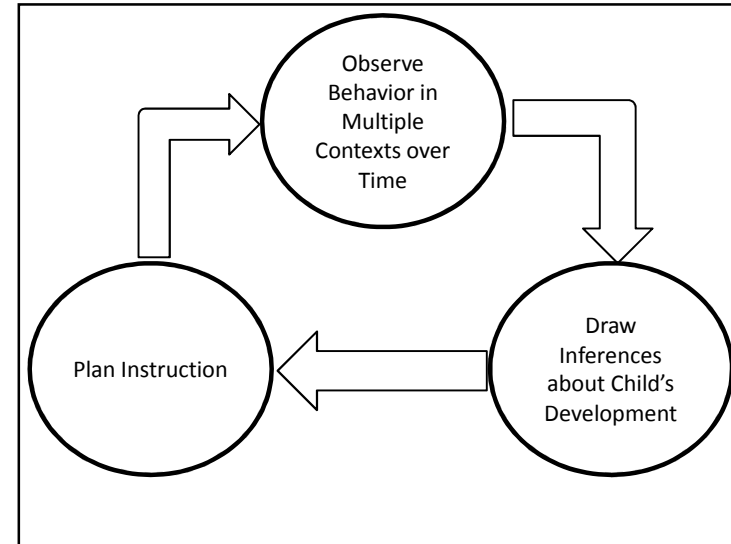 Observe
Behavior in
Multiple
Contexts over
Time
Draw
Inferences
about Child’s
Development
Plan Instruction